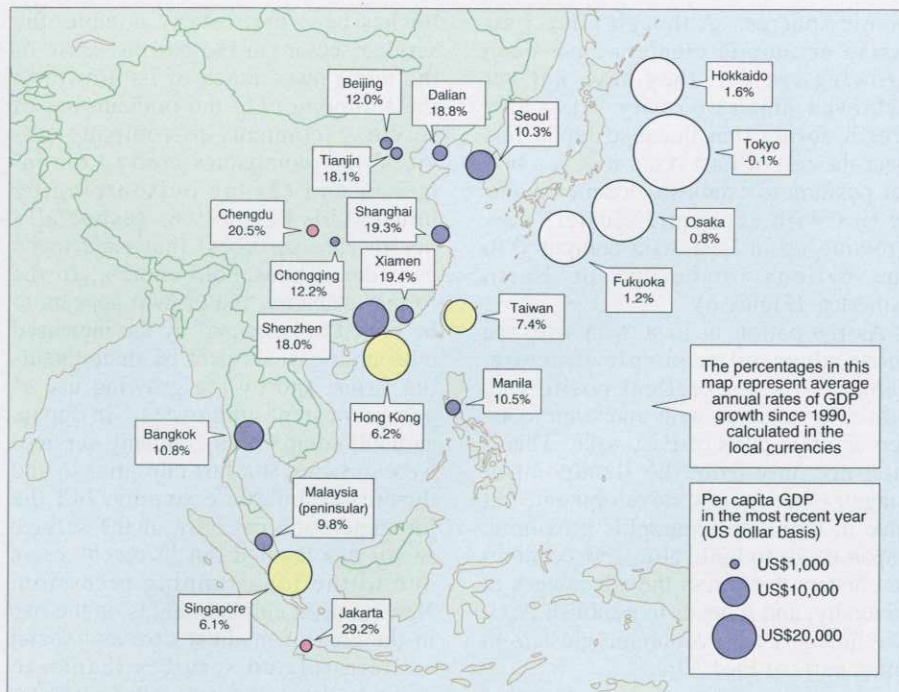 Beijing
12.0%
Dalian
18.8%
Seoul
10.3%
Hokkaido
1.6%
Tokyo
-0.1%
Tianjin
18.1%
Chengdu
20.5%
Shanghai
19.3%
Osaka
0.8%
Chongqing
12.2%
Xiamen
19.4%
Fukuoka
1.2%
Shenzhen
18.0%
Taiwan
7.4%
Hong Kong
6.2%
Manila
10.5%
The percentages in this
map represent average
annual rates of GDP
growth since 1990,
calculated in the
local currencies
Bangkok
10.8%
Malaysia
(peninsular)
9.8%
Singapore
6.1%
Jakarta
29.2%
Per capita GDP
in the most recent year
(US dollar basis)
US$1,000
US$10,000
US$20,000